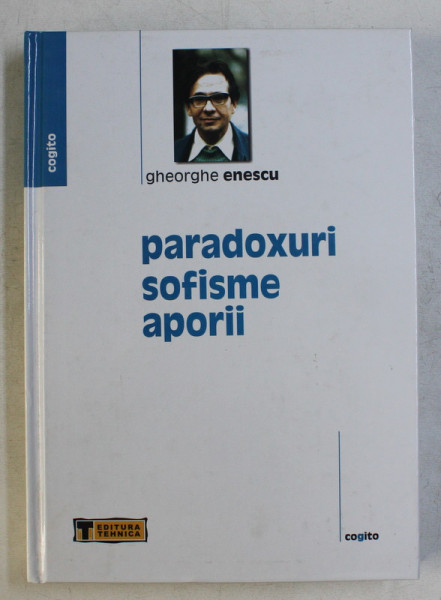 cogito
gheorghe enescu
paradoxuri
sofisme
aporii
T EDITURA
TEHNICA
cogito